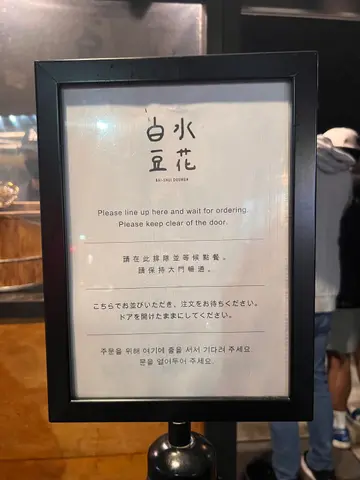 白水
豆花
BAI-SHUI DOUHUA
Please line up here and wait for ordering.
Please keep clear of the door.
請在此排隊並等候點餐。
請保持大門暢通。
こちらでお並びいただき、注文をお待ちください。
ドアを開けたままにしてください。
주문을 위해 여기에 줄을 서서 기다려 주세요
문을 열어두어 주세요.